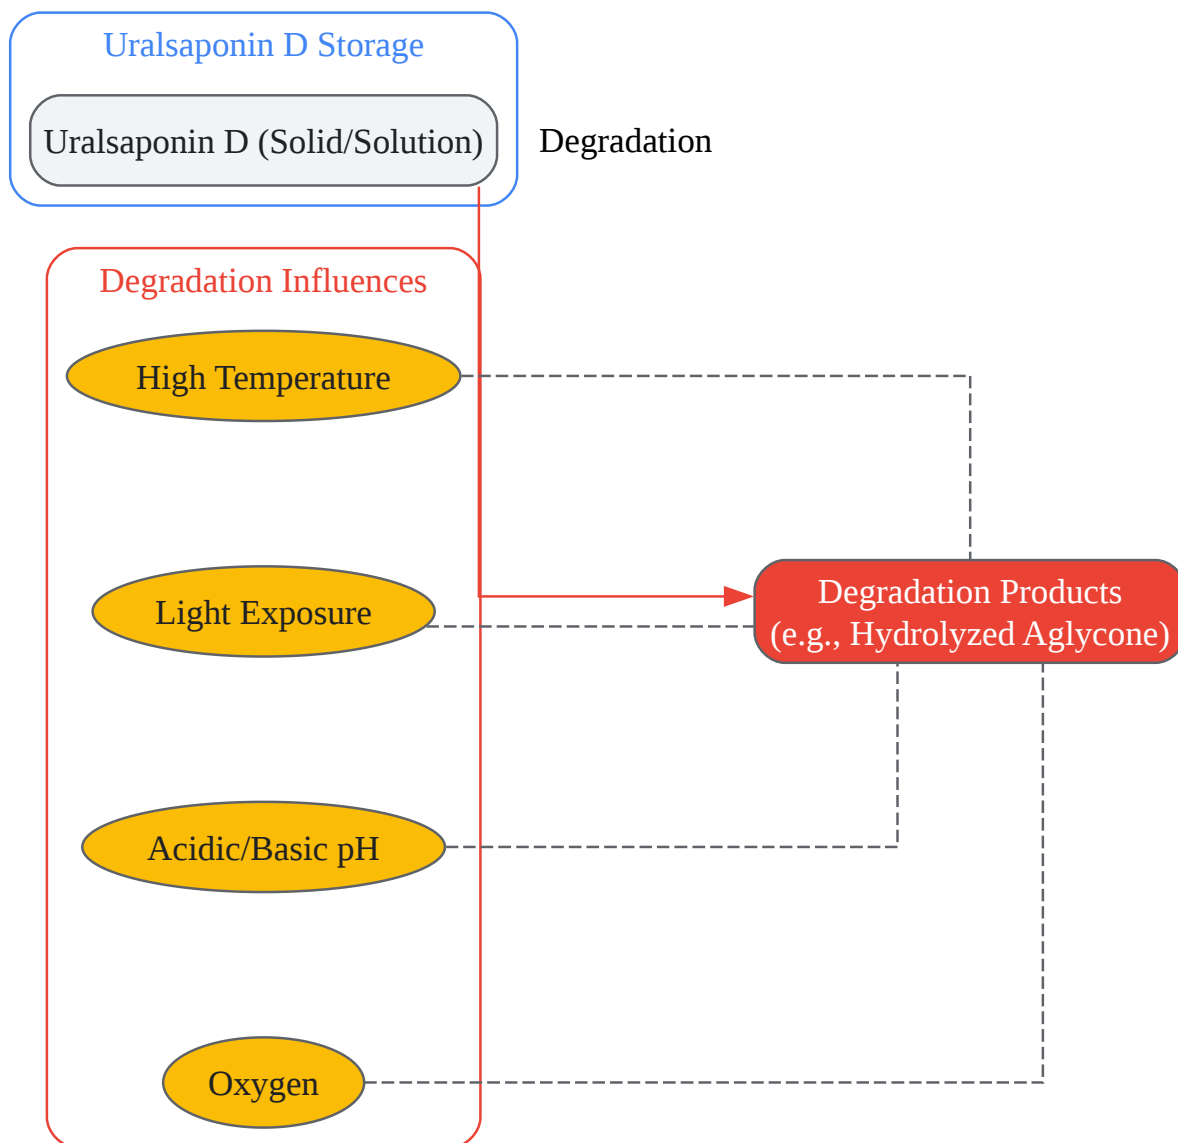 Uralsaponin D Storage
Uralsaponin D (Solid/Solution)
Degradation
Degradation Influences
High Temperature
Light Exposure
Degradation Products
(e.g., Hydrolyzed Aglycone)
Acidic/Basic pH
Oxygen